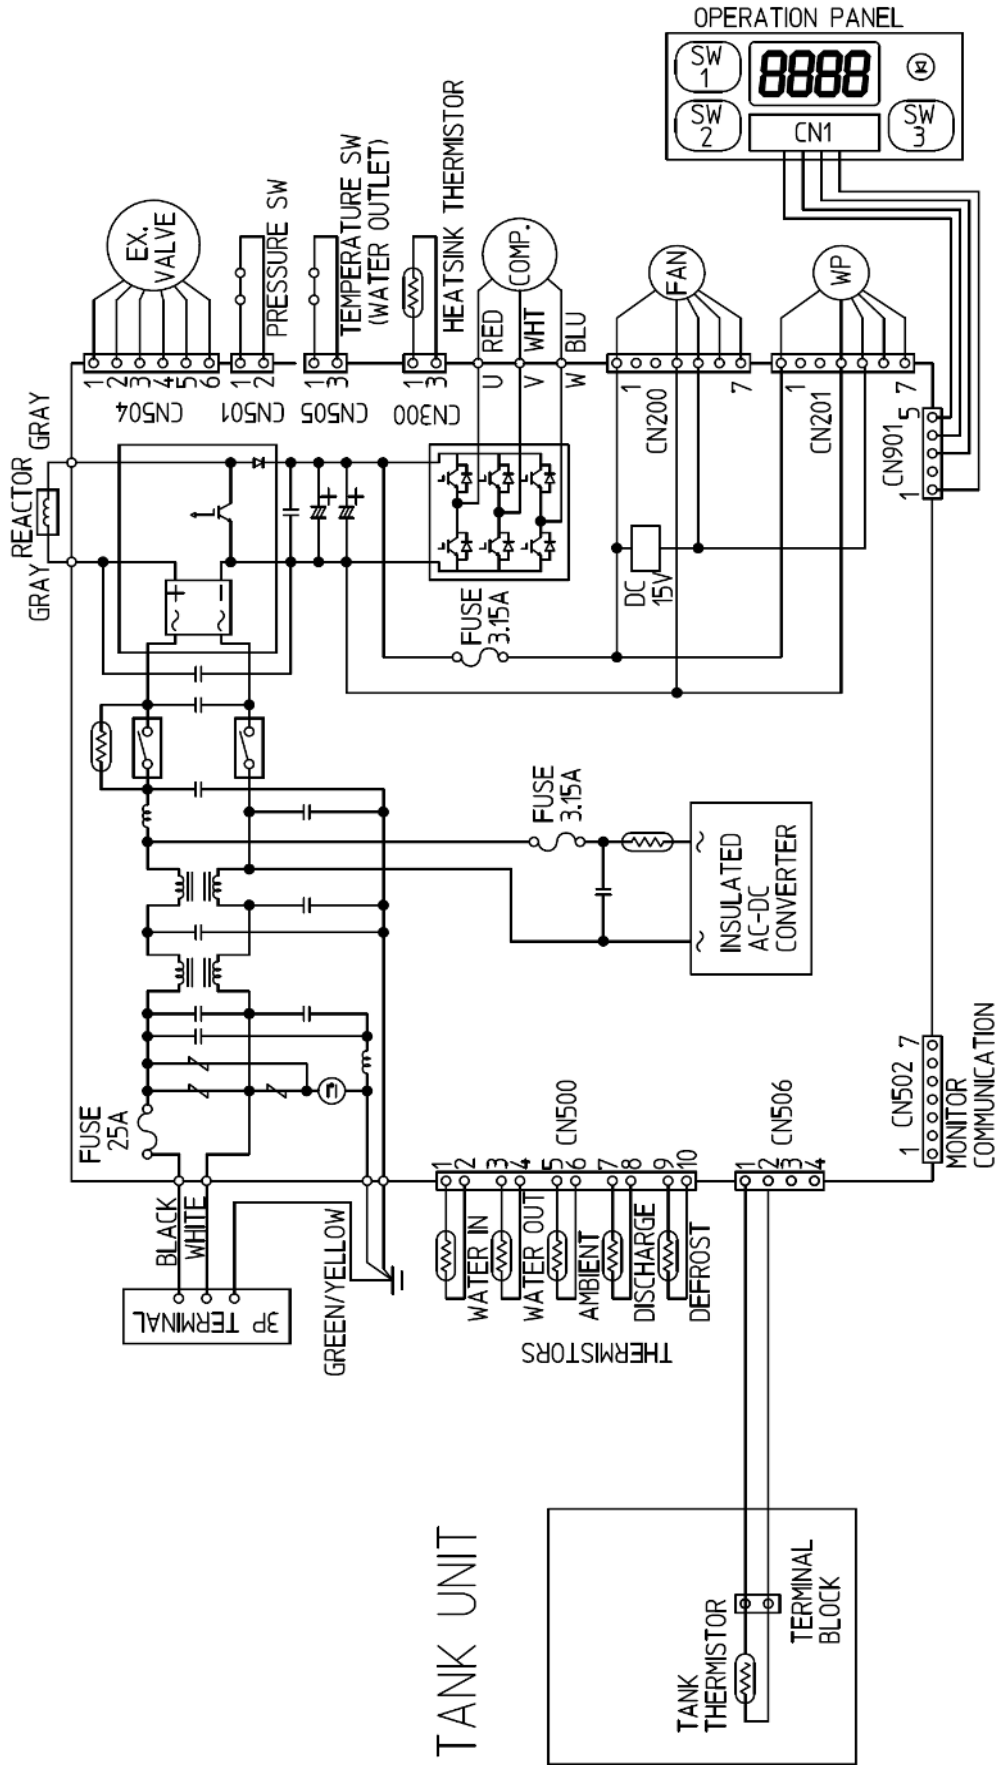 OPERATION PANEL
SW
1
8888
SW
2
CN1
SW
3
EX.
VALVE
PRESSURE SW
TEMPERATURE SW
(WATER OUTLET)
HEATSINK THERMISTOR
COMP.
FAN
WP
RED
WHT
BLU
U
V
W
1
2
3
4
5
6
CN504
1
2
CN501
1
3
CN505
1
3
CN300
1
7
CN200
1
7
CN201
1
5
CN901
GRAY
REACTOR
GRAY
+
-
~
~
+
+
FUSE
3.15A
DC
15V
FUSE
3.15A
~
~
INSULATED
AC-DC
CONVERTER
FUSE
25A
BLACK
WHITE
3P TERMINAL
GREEN/YELLOW
1
2
3
4
5
6
7
8
9
10
CN500
WATER IN
WATER OUT
AMBIENT
DISCHARGE
DEFROST
THERMISTORS
1
2
3
4
CN506
1
7
CN502
MONITOR
COMMUNICATION
TANK UNIT
TANK
THERMISTOR
TERMINAL
BLOCK